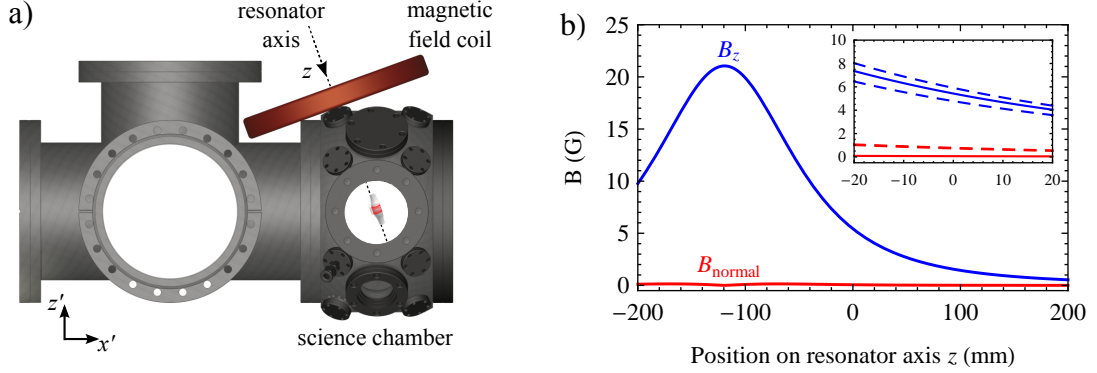 a)
resonator axis
z
magnetic field coil
z′
x′
science chamber
b)
B (G)
25
20
15
10
5
0
B_z
B_normal
−200
−100
0
100
200
Position on resonator axis z (mm)
10
8
6
4
2
0
−20
−10
0
10
20